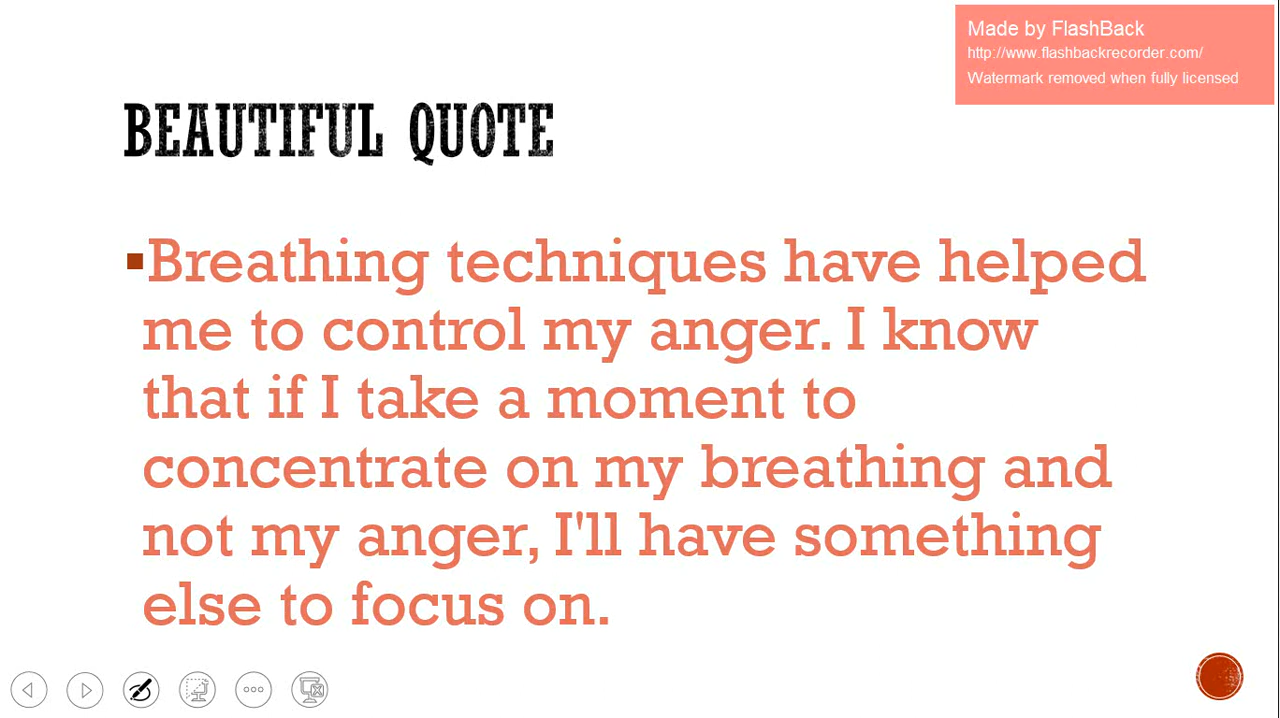 Made by FlashBack
http://www.flashbackrecorder.com/
Watermark removed when fully licensed
BEAUTIFUL QUOTE
▪Breathing techniques have helped
me to control my anger. I know
that if I take a moment to
concentrate on my breathing and
not my anger, I'll have something
else to focus on.